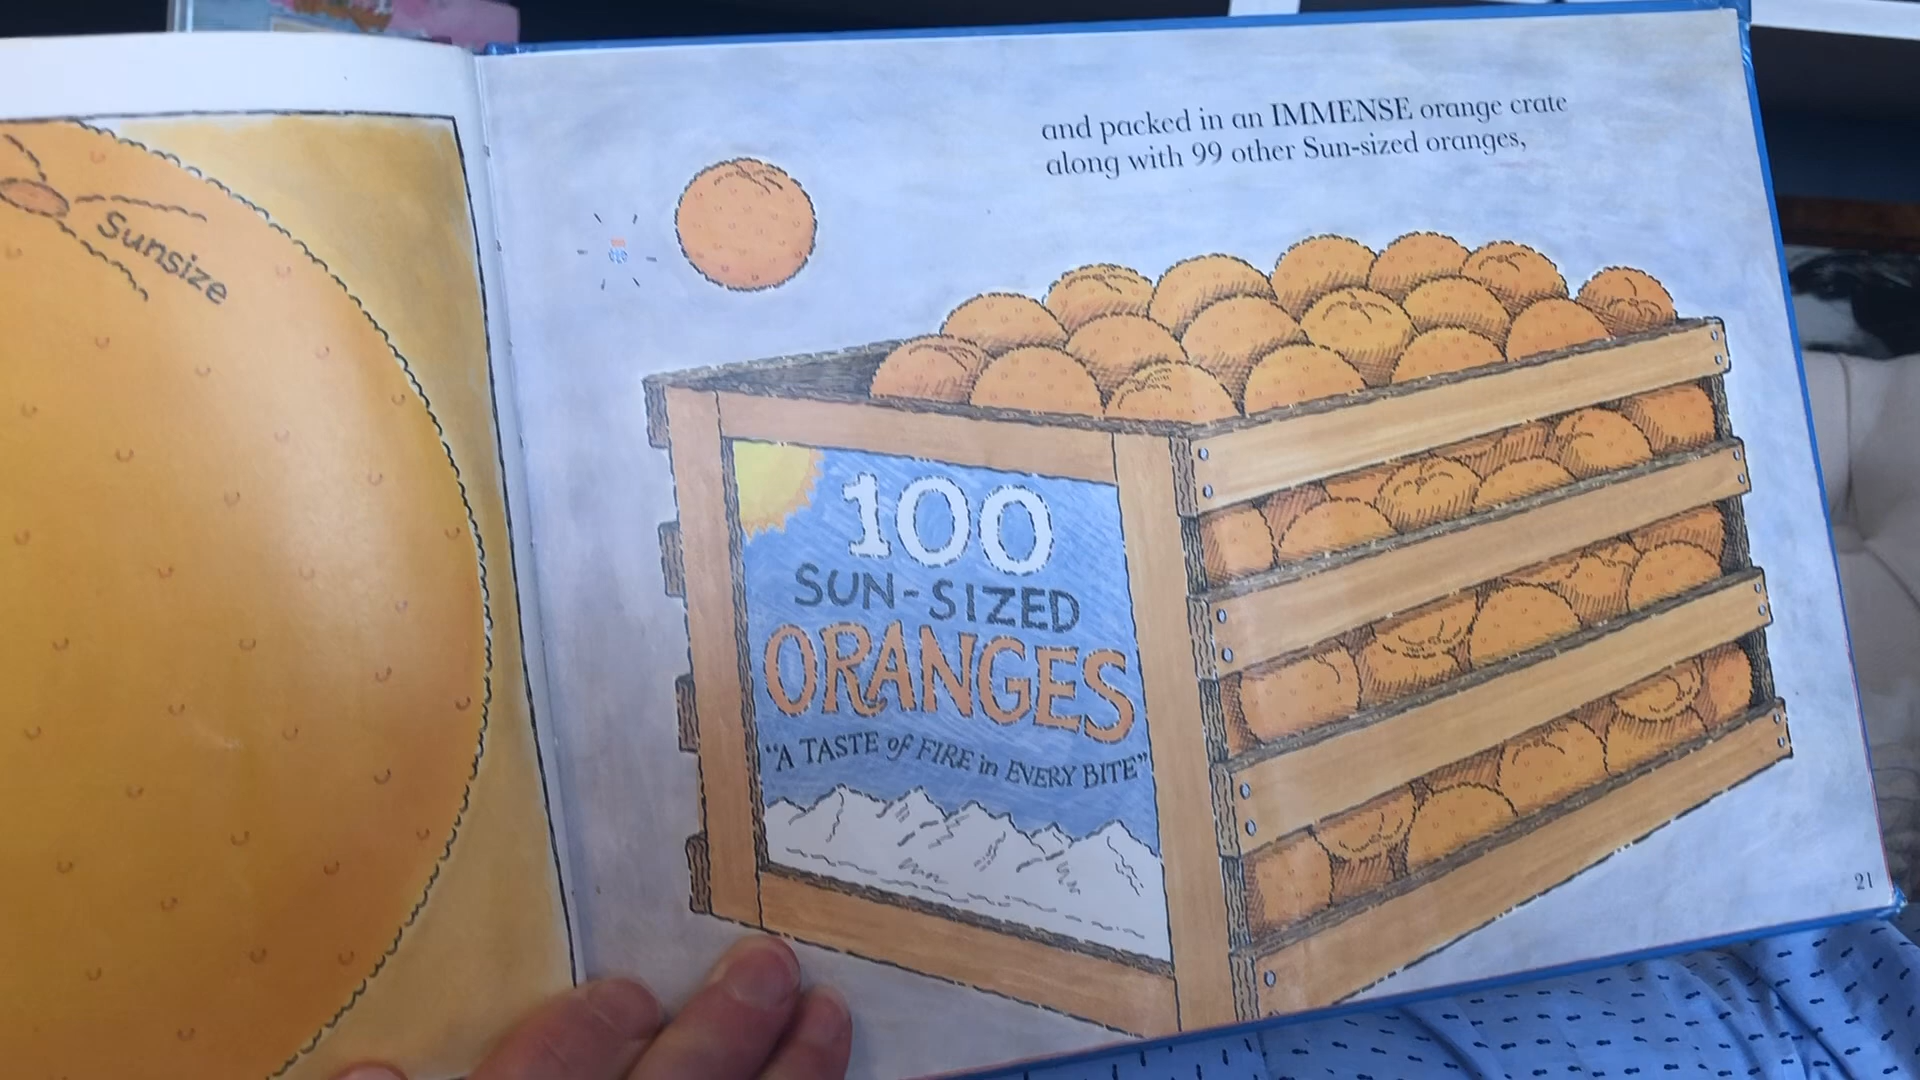 Sunsize
and packed in an IMMENSE orange crate
along with 99 other Sun-sized oranges,
100
SUN-SIZED
ORANGES
"A TASTE of FIRE in EVERY BITE"
21